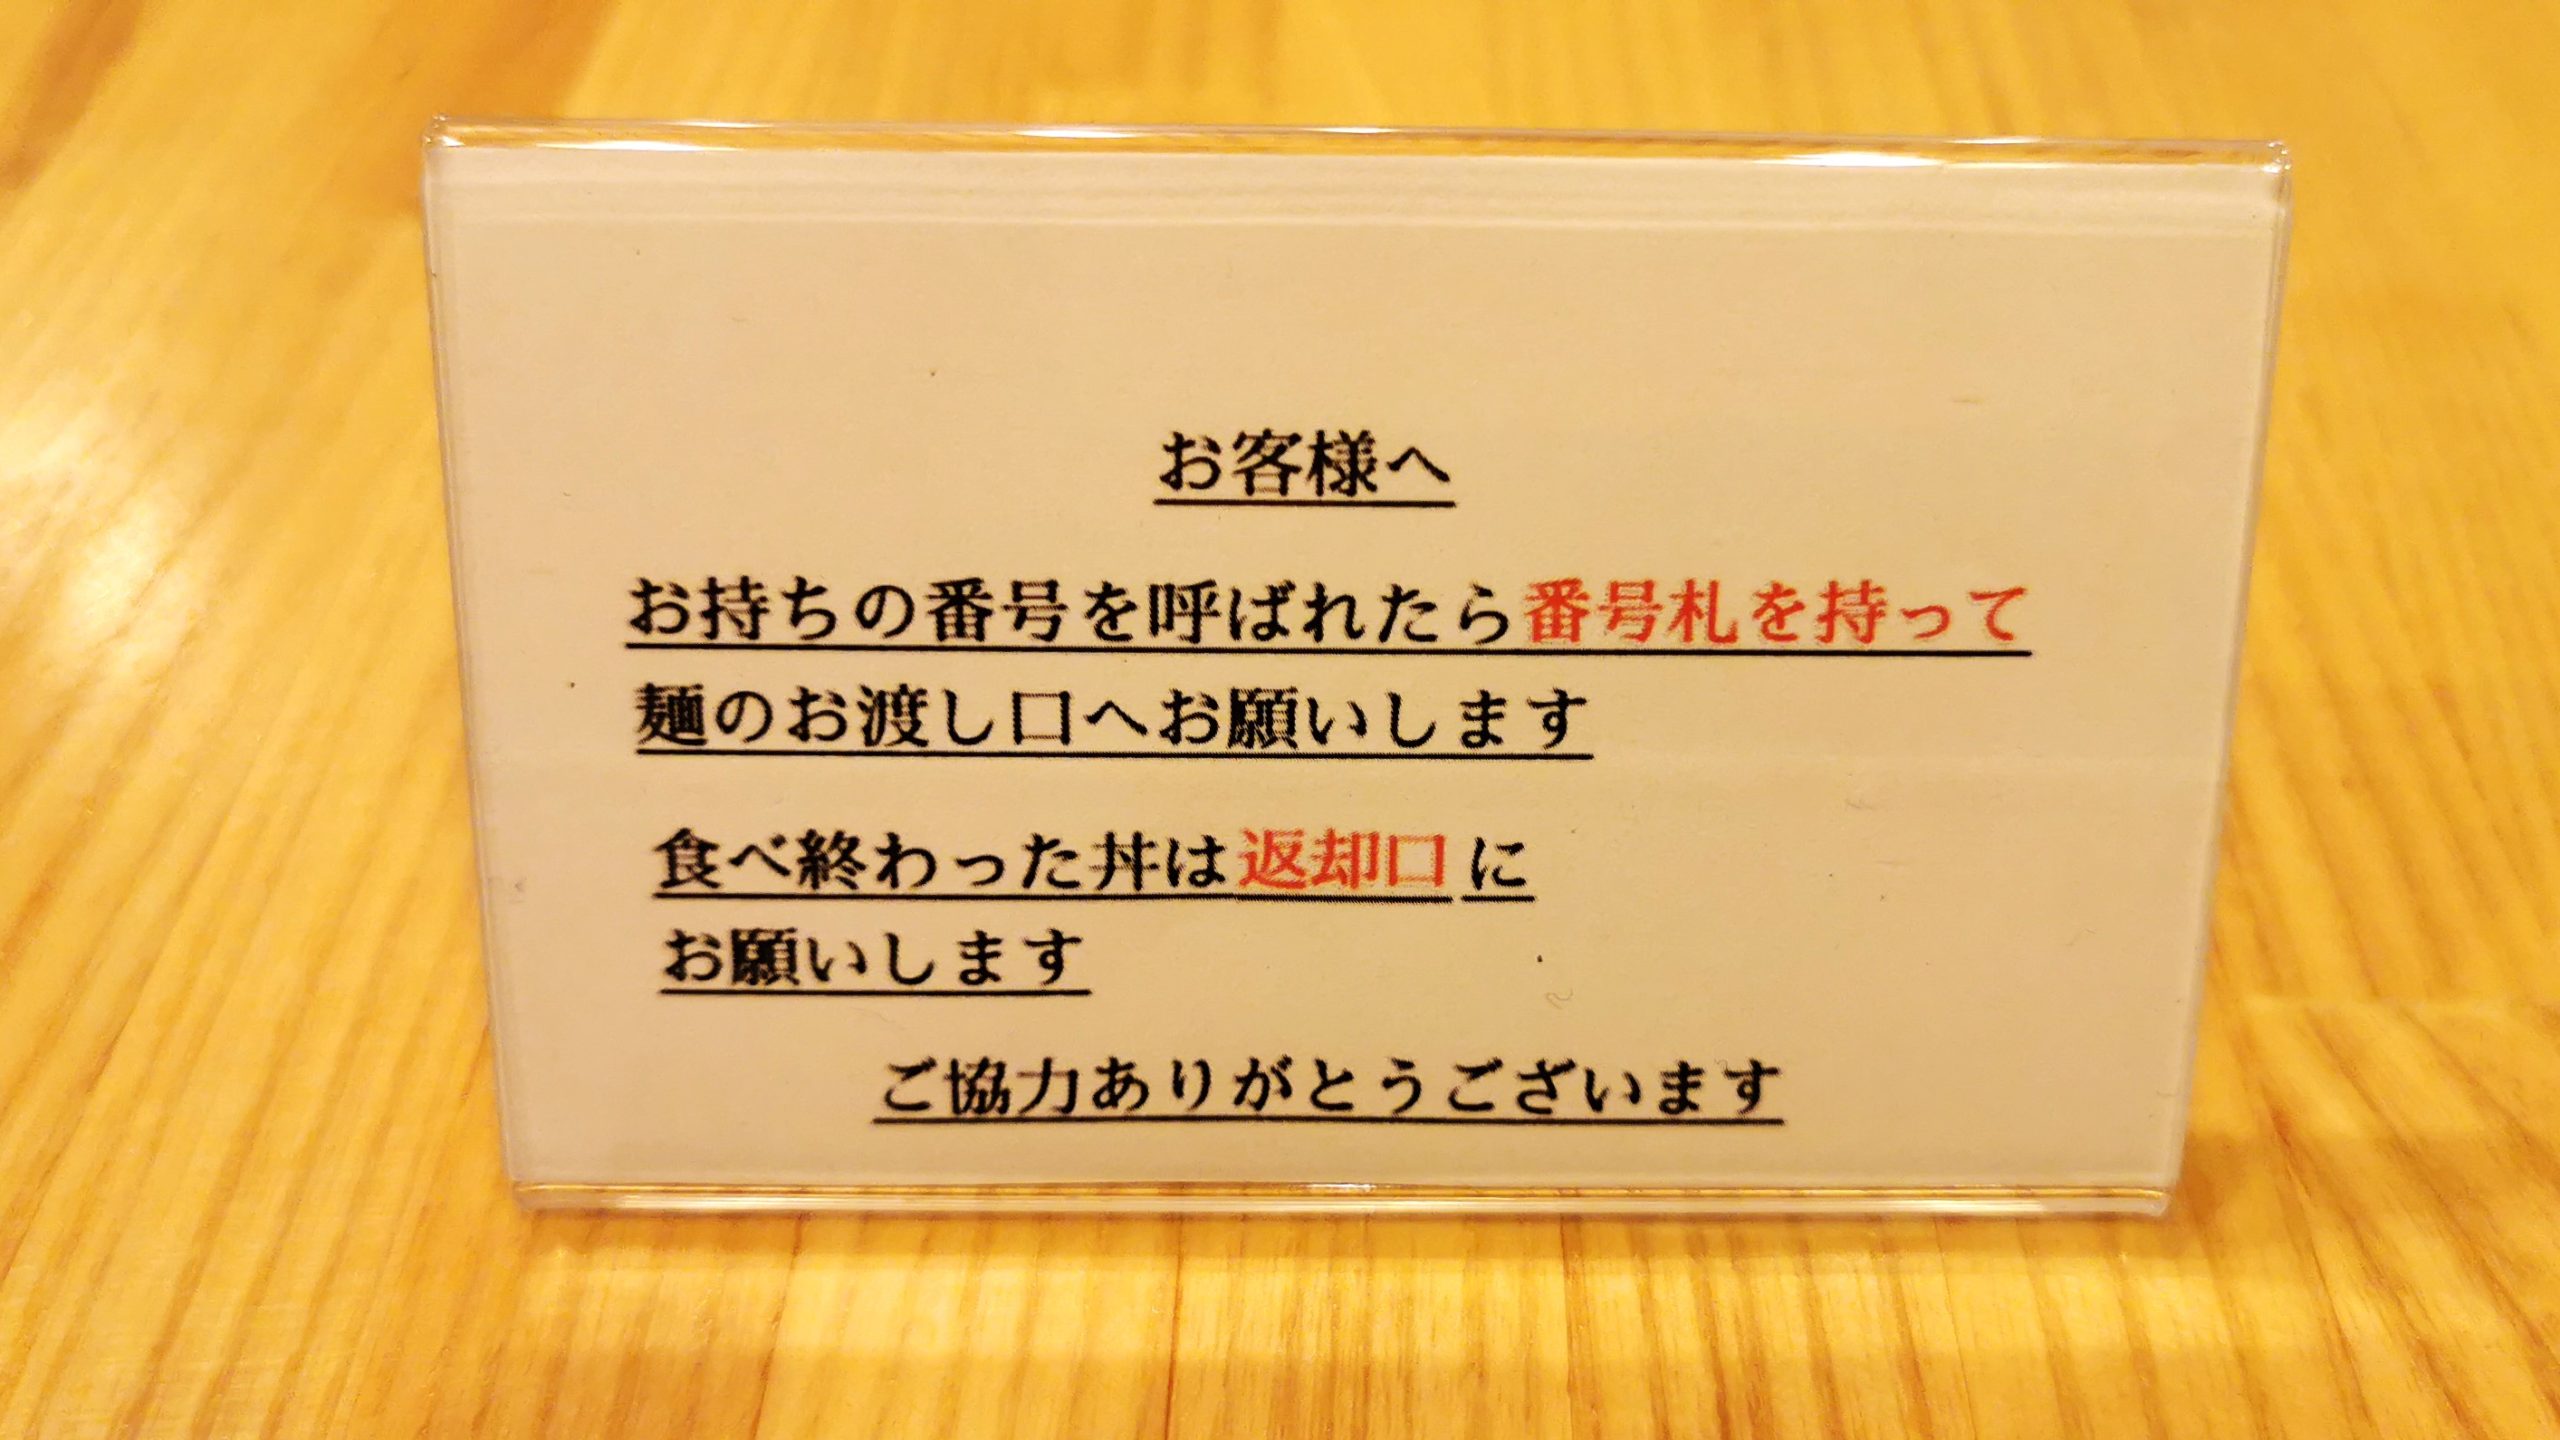 お客様へ
お持ちの番号を呼ばれたら番号札を持って
麺のお渡し口へお願いします
食べ終わった丼は返却口に
お願いします
ご協力ありがとうございます